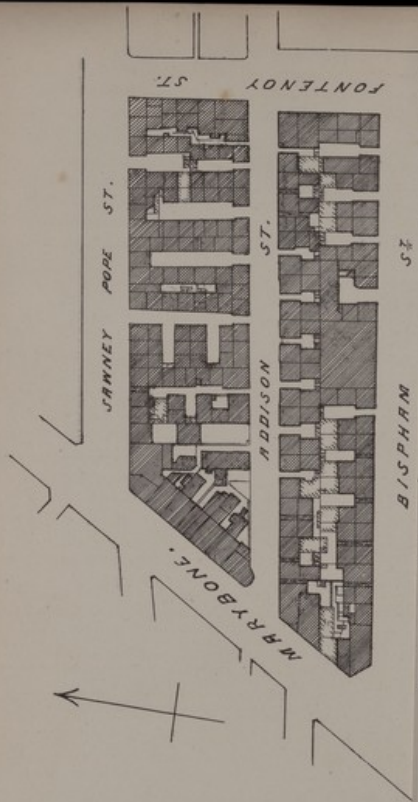 FONTENOY ST.
SAWNEY POPE ST.
ADDISON ST.
BISPHAM ST.
MARYBONE.